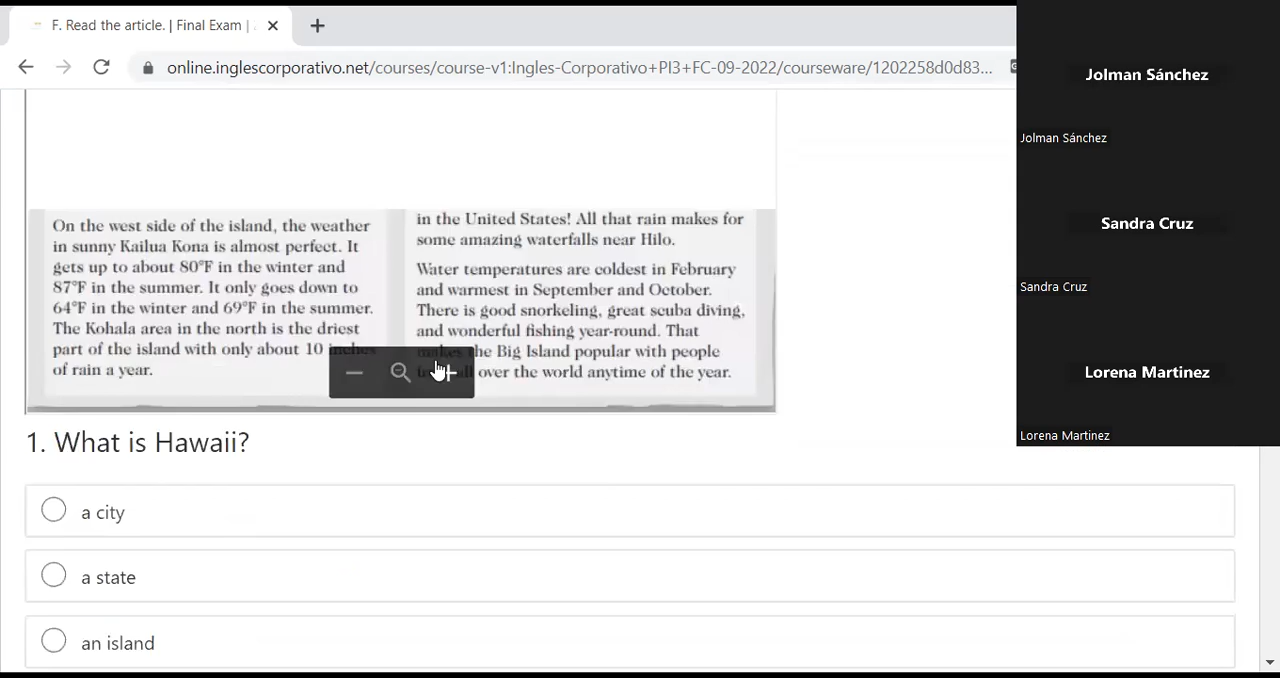 F. Read the article. | Final Exam |
online.inglescorporativo.net/courses/course-v1:Ingles-Corporativo+PI3+FC-09-2022/courseware/1202258d0d83...
On the west side of the island, the weather
in sunny Kailua Kona is almost perfect. It
gets up to about 80°F in the winter and
87°F in the summer. It only goes down to
64°F in the winter and 69°F in the summer.
The Kohala area in the north is the driest
part of the island with only about 10 inches
of rain a year.
in the United States! All that rain makes for
some amazing waterfalls near Hilo.
Water temperatures are coldest in February
and warmest in September and October.
There is good snorkeling, great scuba diving,
and wonderful fishing year-round. That
makes the Big Island popular with people
over the world anytime of the year.
1. What is Hawaii?
a city
a state
an island
Jolman Sánchez
Jolman Sánchez
Sandra Cruz
Sandra Cruz
Lorena Martinez
Lorena Martinez